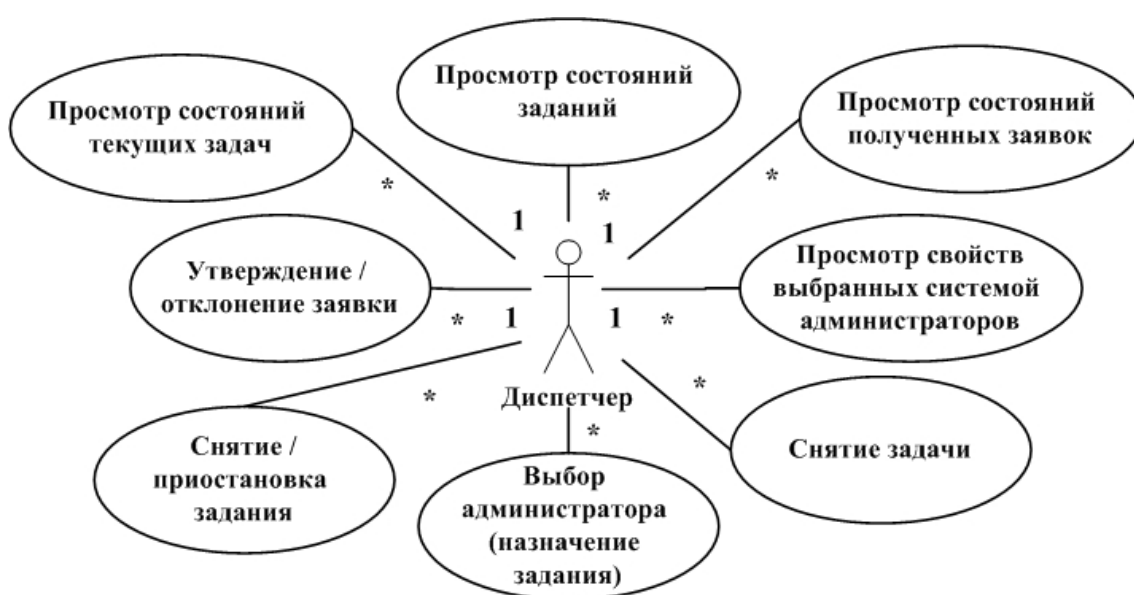 Просмотр состояний
заданий
Просмотр состояний
текущих задач
Просмотр состояний
полученных заявок
*
*
*
1
1
Утверждение /
отклонение заявки
Просмотр свойств
выбранных системой
администраторов
*
1
1
*
*
*
Диспетчер
*
Снятие /
приостановка
задания
Выбор
администратора
(назначение
задания)
Снятие задачи